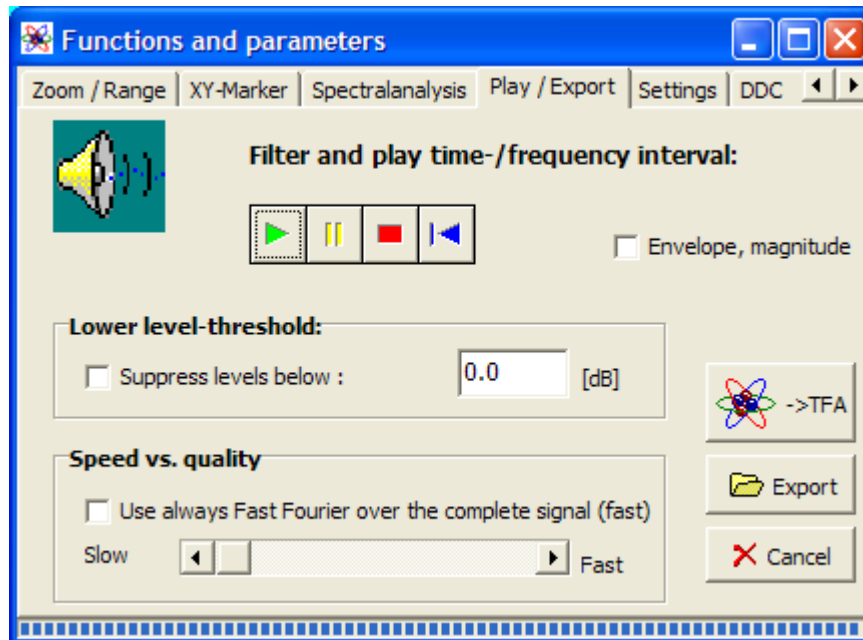 Functions and parameters
Zoom / Range XY-Marker Spectralanalysis Play / Export Settings DDC
Filter and play time-/frequency interval:
Envelope, magnitude
Lower level-threshold:
Suppress levels below : 0.0 [dB]
->TFA
Speed vs. quality
Export
Use always Fast Fourier over the complete signal (fast)
Slow Fast
Cancel